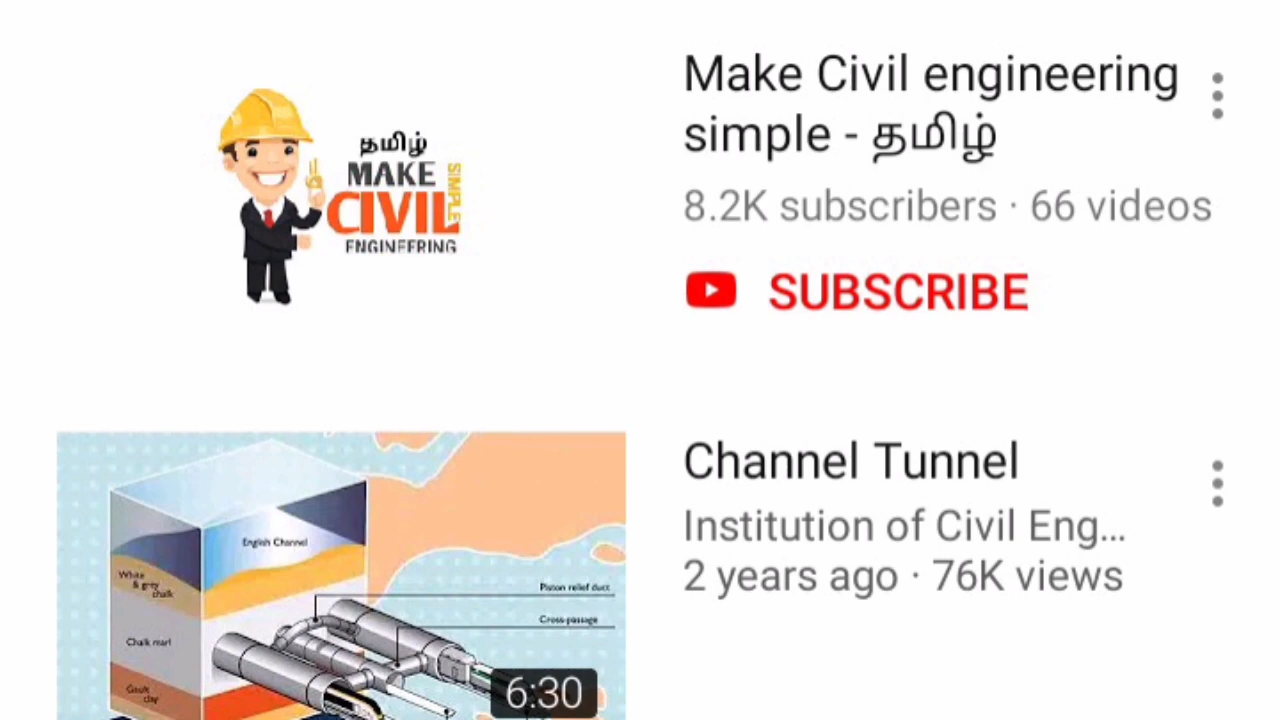 தமிழ்
MAKE
CIVIL
SIMPLE
ENGINEERING
Make Civil engineering
simple - தமிழ்
8.2K subscribers · 66 videos
SUBSCRIBE
English Channel
White
& grey
chalk
Chalk marl
Gault
clay
Piston relief duct
Cross-passage
6:30
Channel Tunnel
Institution of Civil Eng...
2 years ago · 76K views